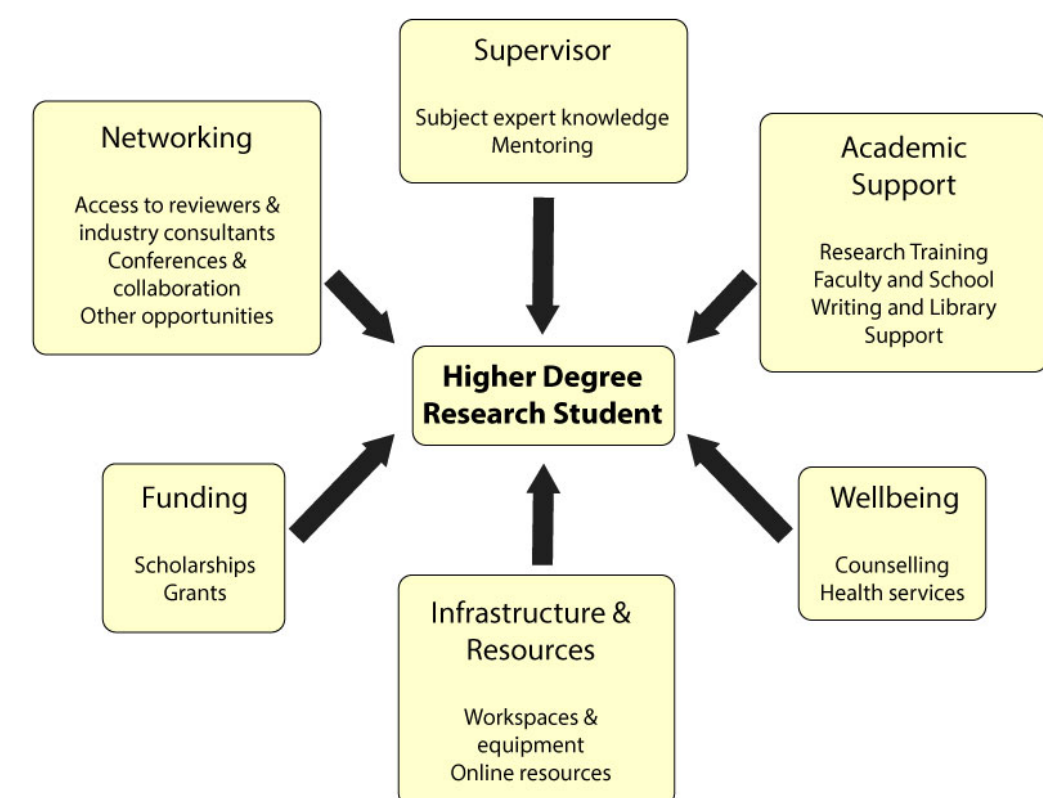 Supervisor
Subject expert knowledge
Mentoring
Networking
Access to reviewers &
industry consultants
Conferences &
collaboration
Other opportunities
Academic
Support
Research Training
Faculty and School
Writing and Library
Support
Higher Degree
Research Student
Funding
Scholarships
Grants
Infrastructure &
Resources
Workspaces &
equipment
Online resources
Wellbeing
Counselling
Health services